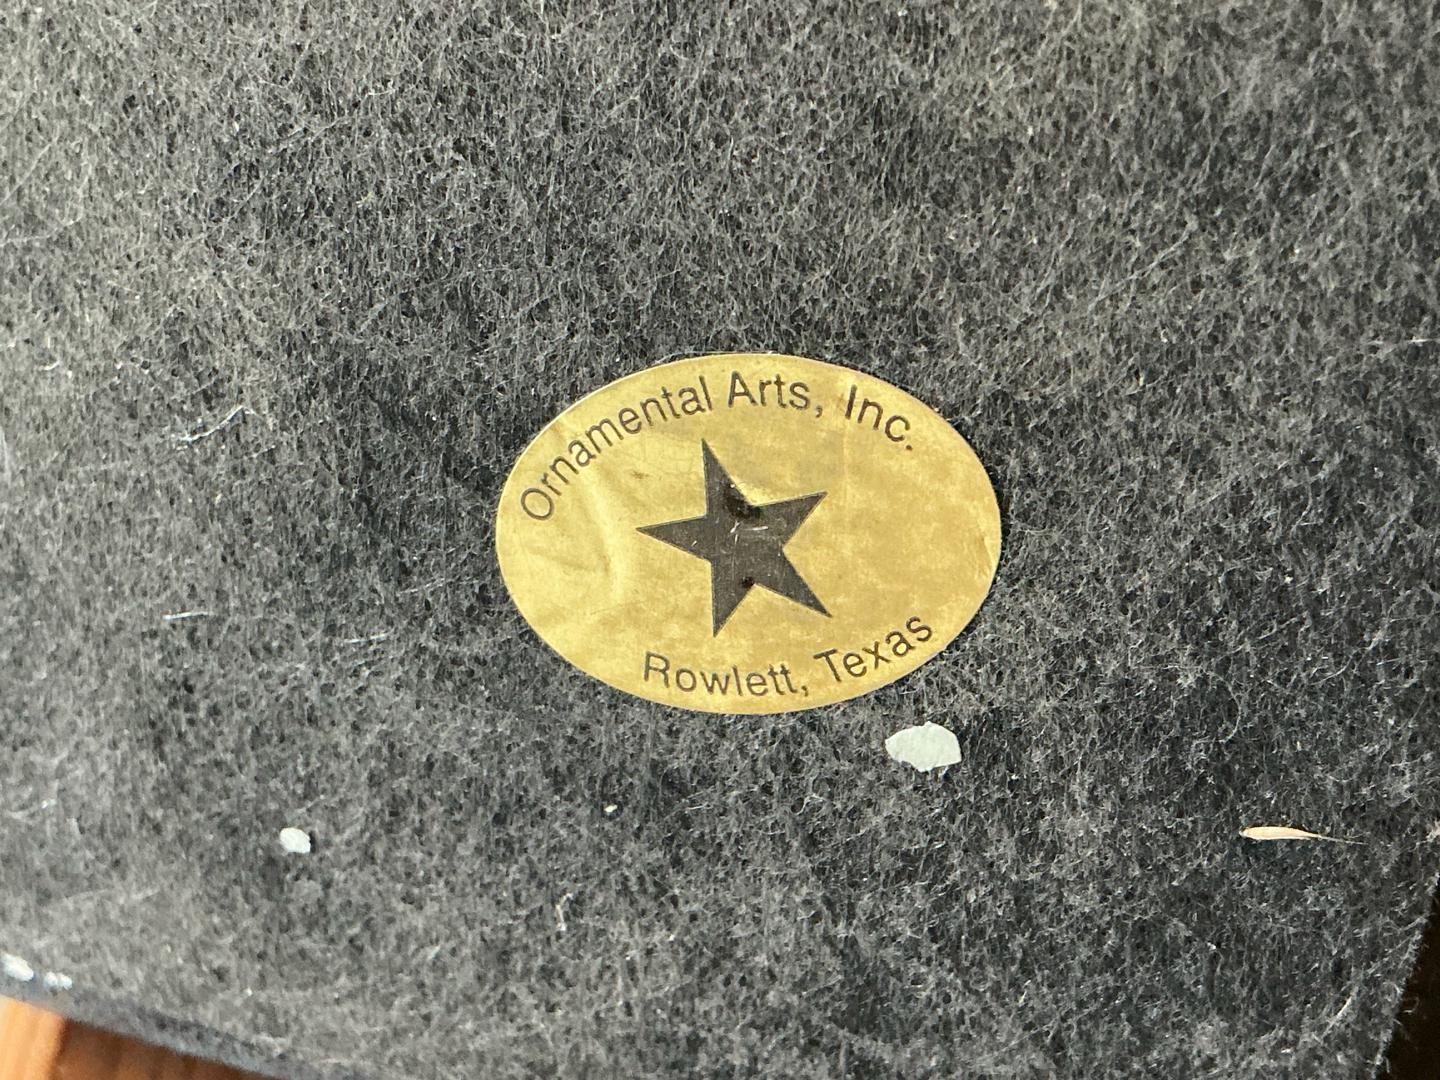 Ornamental Arts, Inc.
Rowlett, Texas